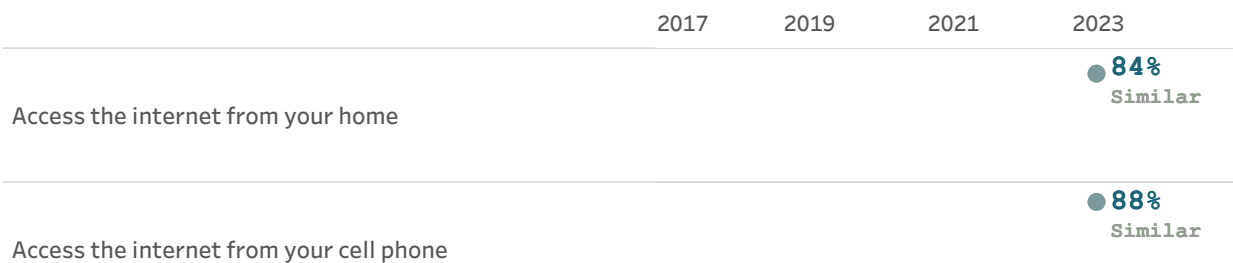 2017 2019 2021 2023
84%
Similar
Access the internet from your home
88%
Similar
Access the internet from your cell phone